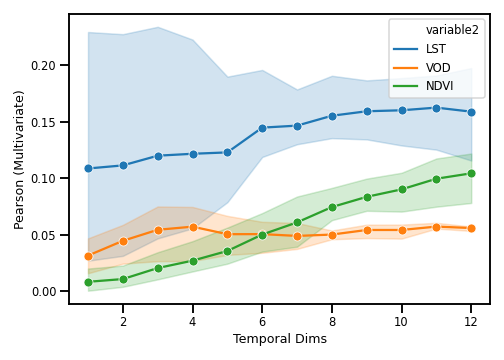 variable2
LST
VOD
NDVI
Pearson (Multivariate)
0.20
0.15
0.10
0.05
0.00
2 4 6 8 10 12
Temporal Dims